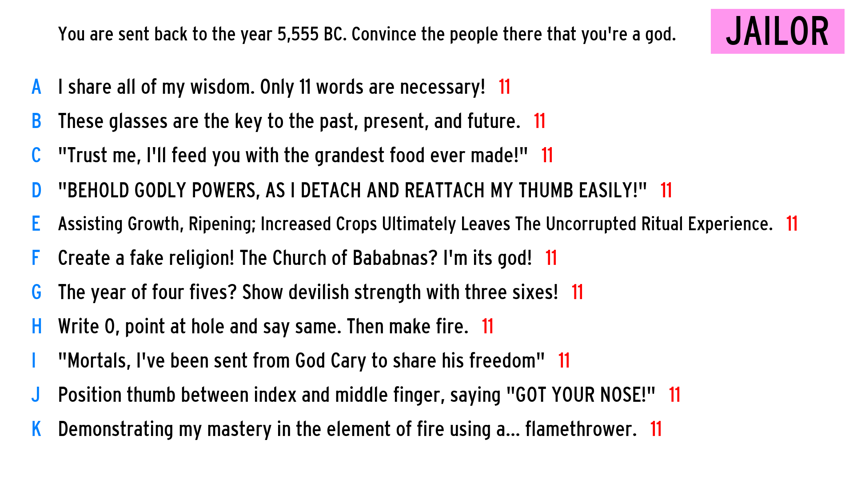 You are sent back to the year 5,555 BC. Convince the people there that you're a god.
JAILOR
A I share all of my wisdom. Only 11 words are necessary! 11
B These glasses are the key to the past, present, and future. 11
C "Trust me, I'll feed you with the grandest food ever made!" 11
D "BEHOLD GODLY POWERS, AS I DETACH AND REATTACH MY THUMB EASILY!" 11
E Assisting Growth, Ripening; Increased Crops Ultimately Leaves The Uncorrupted Ritual Experience. 11
F Create a fake religion! The Church of Bababnas? I'm its god! 11
G The year of four fives? Show devilish strength with three sixes! 11
H Write O, point at hole and say same. Then make fire. 11
I "Mortals, I've been sent from God Cary to share his freedom" 11
J Position thumb between index and middle finger, saying "GOT YOUR NOSE!" 11
K Demonstrating my mastery in the element of fire using a... flamethrower. 11